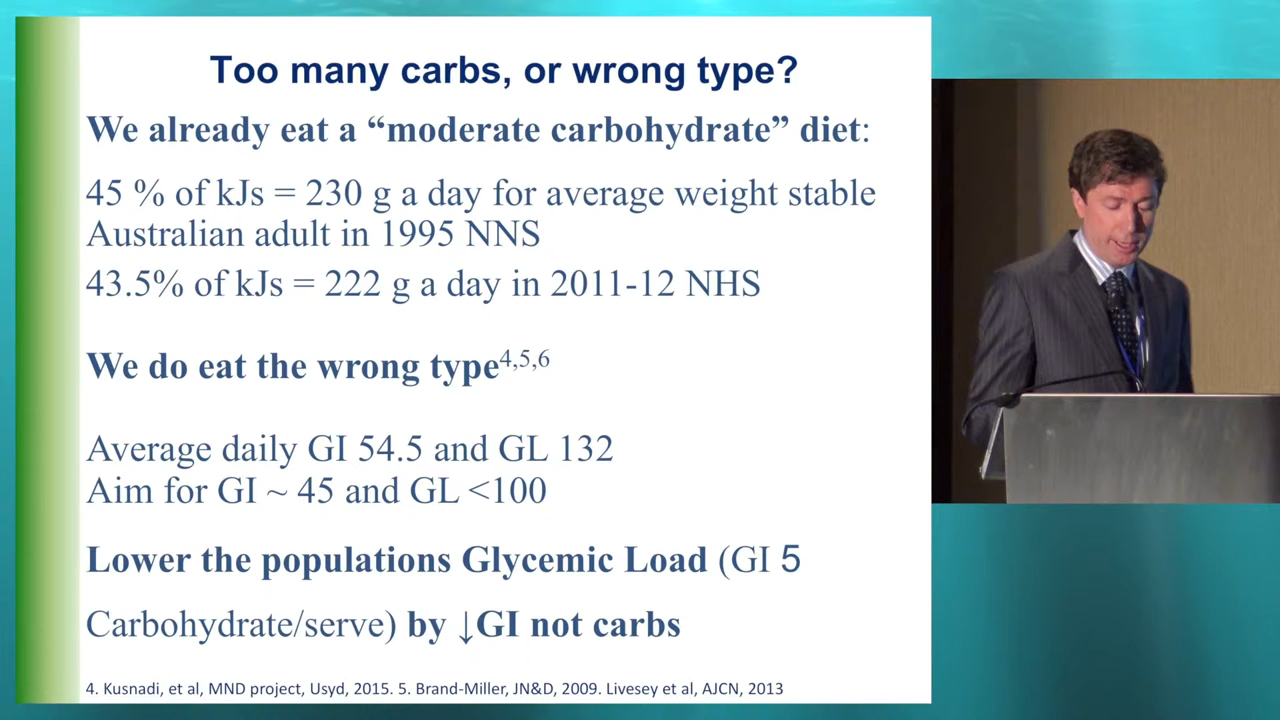 Too many carbs, or wrong type?
We already eat a “moderate carbohydrate” diet:
45 % of kJs = 230 g a day for average weight stable
Australian adult in 1995 NNS
43.5% of kJs = 222 g a day in 2011-12 NHS
We do eat the wrong type4,5,6
Average daily GI 54.5 and GL 132
Aim for GI ~ 45 and GL <100
Lower the populations Glycemic Load (GI 5
Carbohydrate/serve) by ↓GI not carbs
4. Kusnadi, et al, MND project, Usyd, 2015. 5. Brand-Miller, JN&D, 2009. Livesey et al, AJCN, 2013